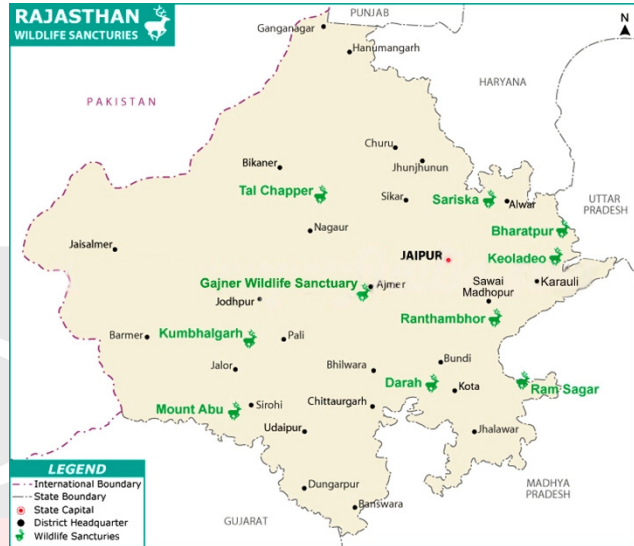 RAJASTHAN
WILDLIFE SANCTURIES
PUNJAB
N
Ganganagar
Hanumangarh
HARYANA
PAKISTAN
Churu
Jhunjhunun
Bikaner
Tal Chapper
Sikar
Sariska
Alwar
UTTAR
PRADESH
Nagaur
Bharatpur
Jaisalmer
JAIPUR
Keoladeo
Gajner Wildlife Sanctuary
Ajmer
Sawai
Madhopur
Karauli
Jodhpur
Ranthambhor
Barmer
Kumbhalgarh
Pali
Jalor
Bhilwara
Bundi
Darah
Kota
Ram Sagar
Mount Abu
Sirohi
Chittaurgarh
Udaipur
Jhalawar
LEGEND
International Boundary
State Boundary
State Capital
District Headquarter
Wildlife Sancturies
Dungarpur
Banswara
MADHYA
PRADESH
GUJARAT